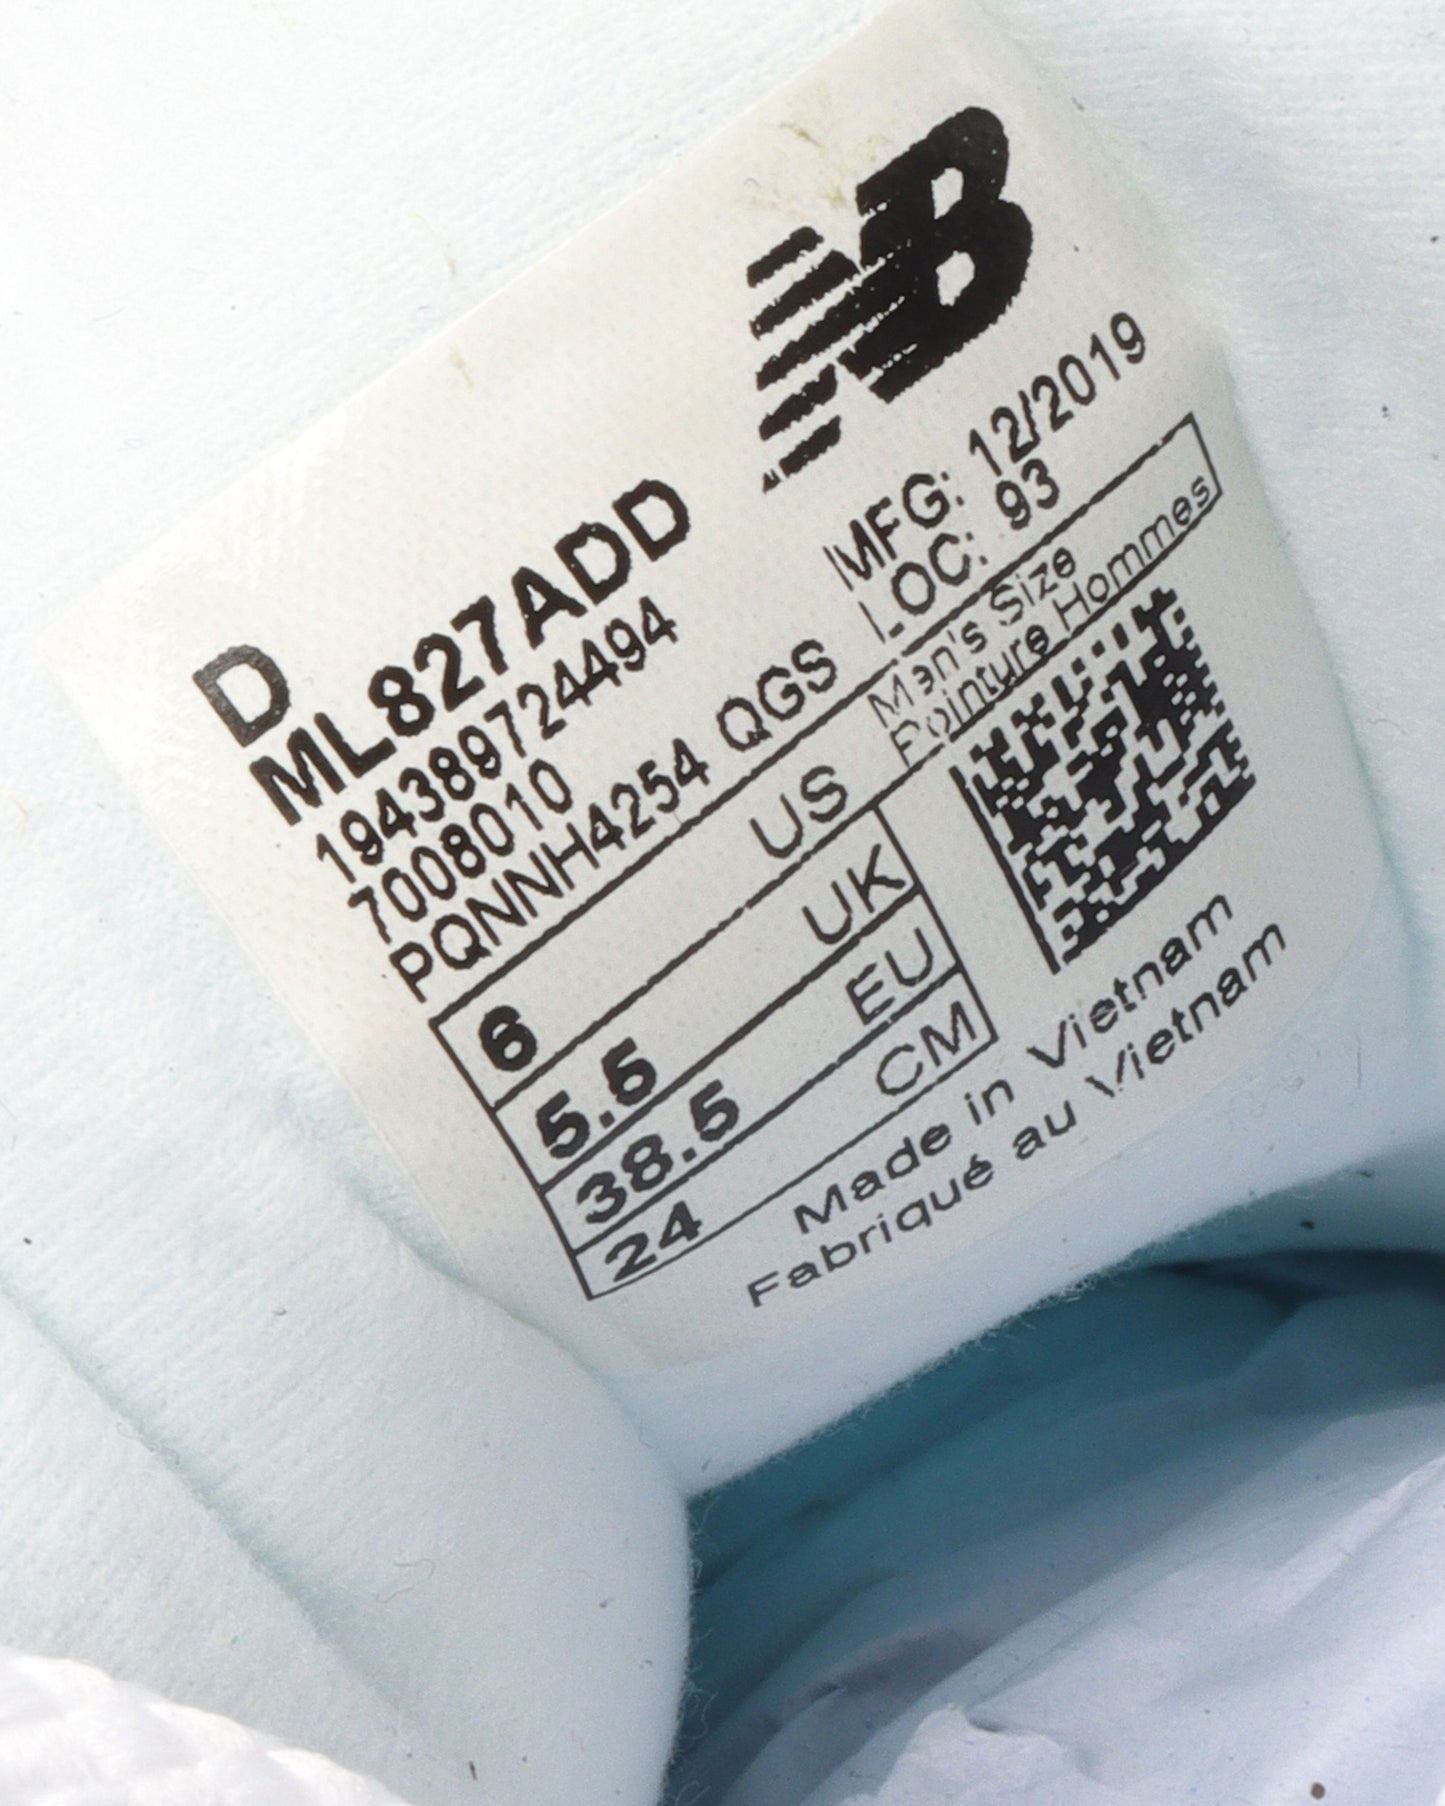 NB
D
ML827ADD
194389724494
7008010
PQNNH4254 QGS
MFG: 12/2019
LOC: 93
6 US Men's Size
Pointure Hommes
5.5 UK
38.5 EU
24 CM
Made in Vietnam
Fabriqué au Vietnam